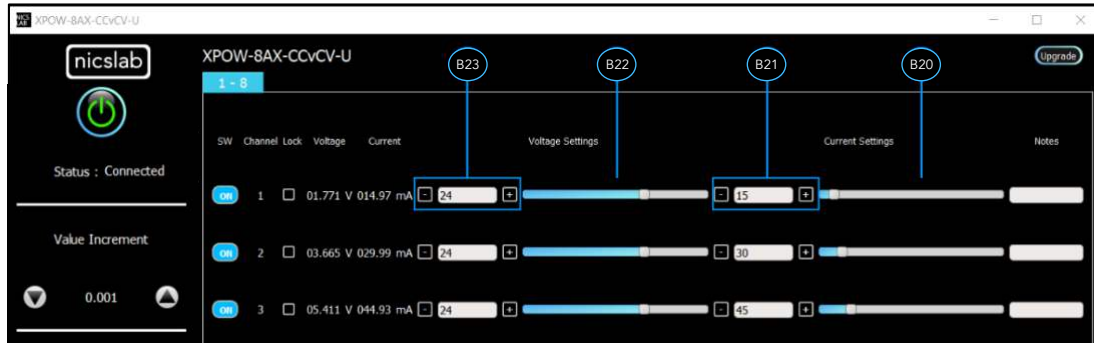 NICS LAB XPOW-8AX-CCvCV-U
nicslab XPOW-8AX-CCvCV-U B23 B22 B21 B20 Upgrade
1 - 8
SW Channel Lock Voltage Current Voltage Settings Current Settings Notes
Status : Connected
ON 1 01.771 V 014.97 mA - 24 + - 15 +
Value Increment
ON 2 03.665 V 029.99 mA - 24 + - 30 +
0.001
ON 3 05.411 V 044.93 mA - 24 + - 45 +